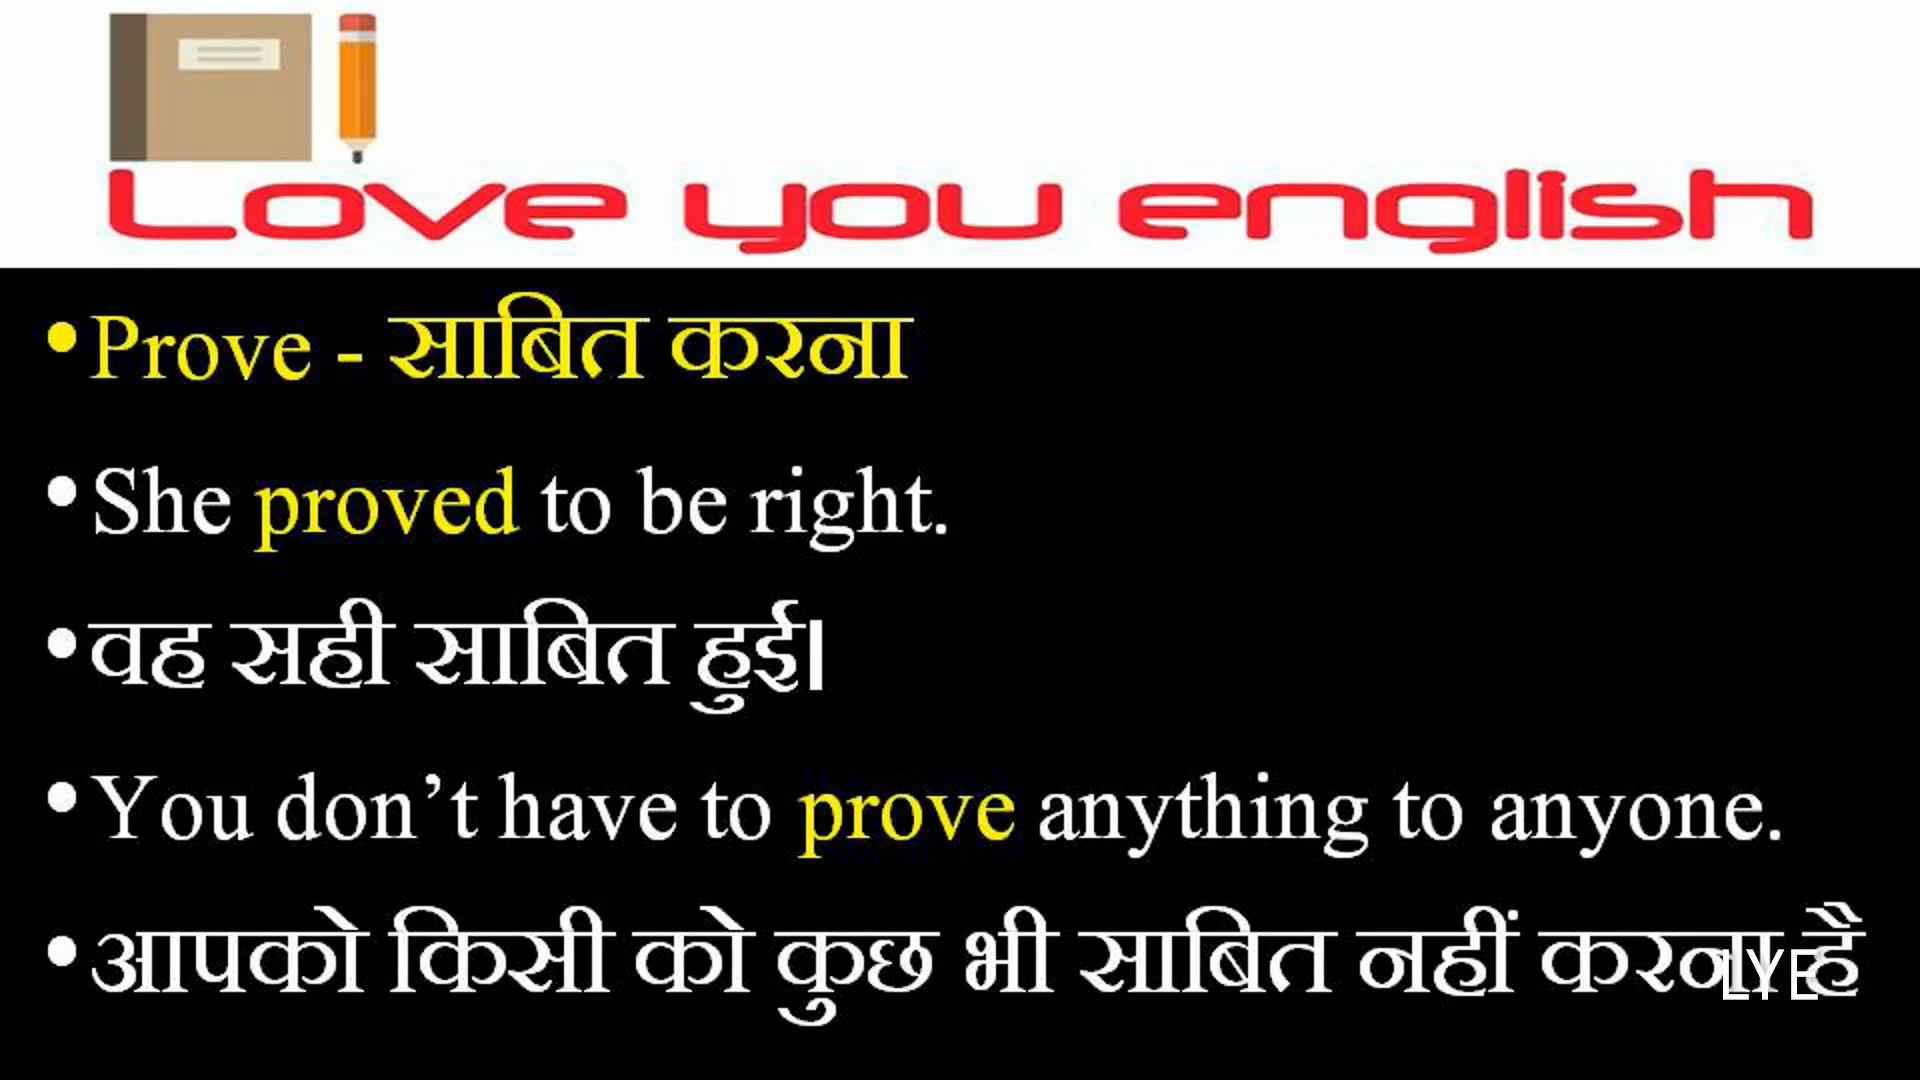 Love you english
•Prove - साबित करना
•She proved to be right.
•वह सही साबित हुई।
•You don’t have to prove anything to anyone.
•आपको किसी को कुछ भी साबित नहीं करना है
LYE